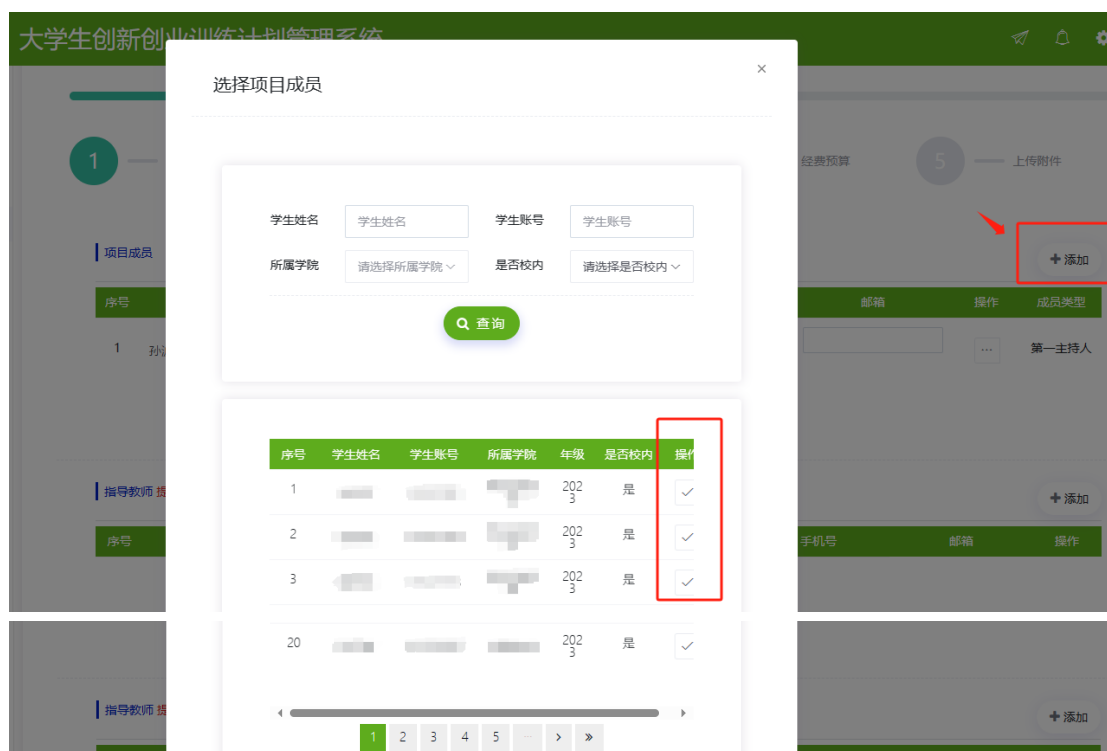 大学生创新创业训练计划管理系统
选择项目成员
×
1
经费预算
5
上传附件
学生姓名 学生姓名 学生账号 学生账号
项目成员
+ 添加
所属学院 请选择所属学院 是否校内 请选择是否校内
序号 邮箱 操作 成员类型
查询
1 孙 ... 第一主持人
序号 学生姓名 学生账号 所属学院 年级 是否校内 操作
1 2023 是
指导教师
+ 添加
2 2023 是
序号 手机号 邮箱 操作
3 2023 是
20 2023 是
指导教师
+ 添加
1 2 3 4 5 ... › »